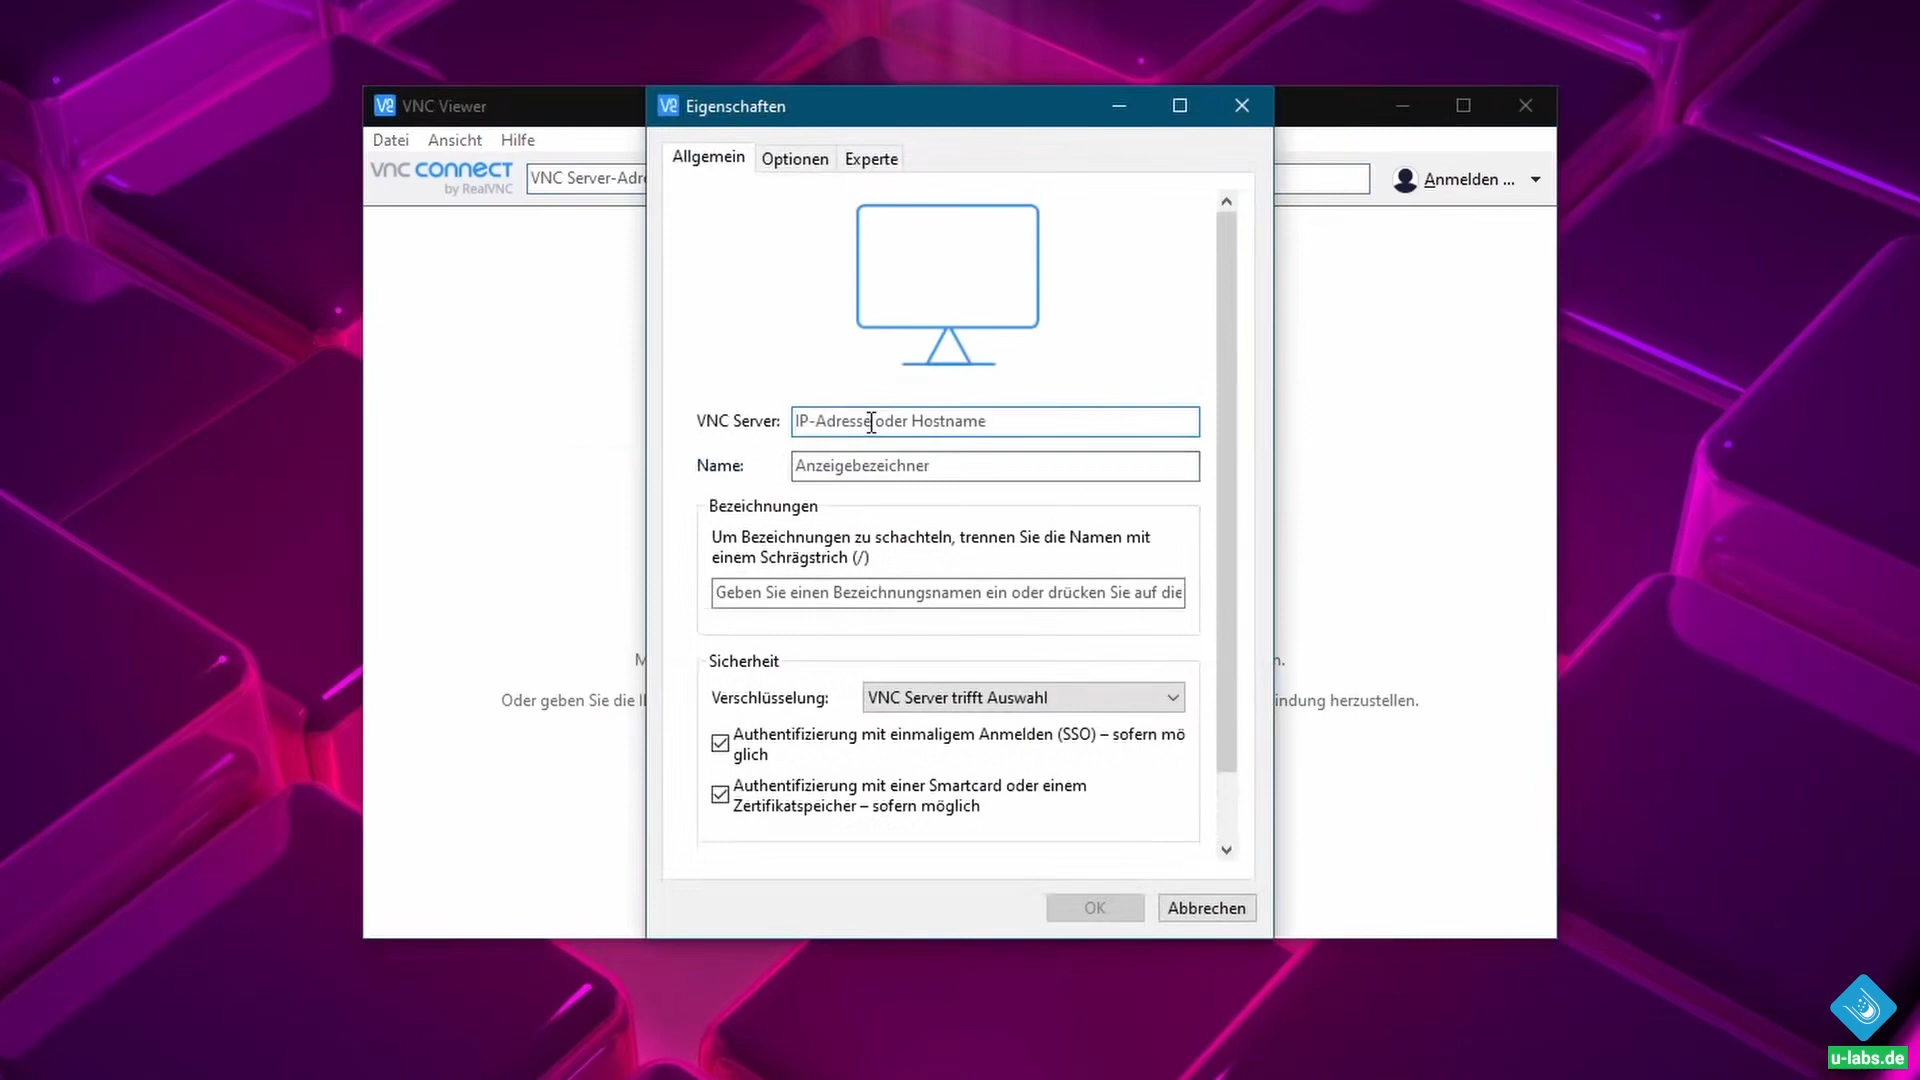 VNC Viewer
Datei Ansicht Hilfe
vnc connect
by RealVNC
VNC Server-Adre
Anmelden ...
Eigenschaften
Allgemein Optionen Experte
VNC Server: IP-Adresse oder Hostname
Name: Anzeigebezeichner
Bezeichnungen
Um Bezeichnungen zu schachteln, trennen Sie die Namen mit
einem Schrägstrich (/)
Geben Sie einen Bezeichnungsnamen ein oder drücken Sie auf die
Sicherheit
Verschlüsselung: VNC Server trifft Auswahl
Authentifizierung mit einmaligem Anmelden (SSO) – sofern mö
glich
Authentifizierung mit einer Smartcard oder einem
Zertifikatspeicher – sofern möglich
OK Abbrechen
M
n.
Oder geben Sie die I
indung herzustellen.
u-labs.de